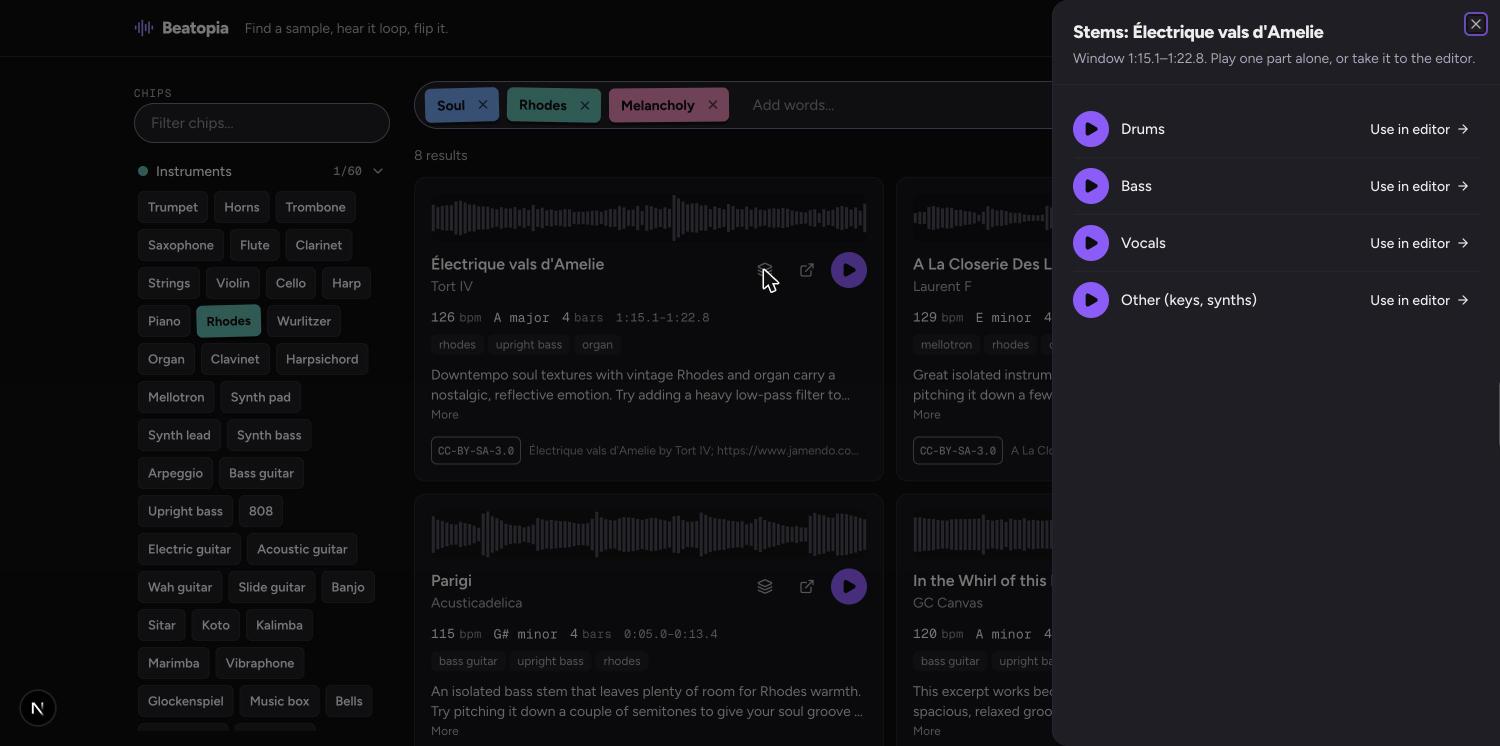 Beatopia
Find a sample, hear it loop, flip it.
CHIPS
Filter chips...
Instruments 1/60
Trumpet Horns Trombone
Saxophone Flute Clarinet
Strings Violin Cello Harp
Piano Rhodes Wurlitzer
Organ Clavinet Harpsichord
Mellotron Synth pad
Synth lead Synth bass
Arpeggio Bass guitar
Upright bass 808
Electric guitar Acoustic guitar
Wah guitar Slide guitar Banjo
Sitar Koto Kalimba
Marimba Vibraphone
Glockenspiel Music box Bells
N
Soul Rhodes Melancholy Add words...
8 results
Électrique vals d'Amelie
Tort IV
126 bpm A major 4 bars 1:15.1–1:22.8
rhodes upright bass organ
Downtempo soul textures with vintage Rhodes and organ carry a
nostalgic, reflective emotion. Try adding a heavy low-pass filter to...
More
CC-BY-SA-3.0 Électrique vals d'Amelie by Tort IV; https://www.jamendo.co...
A La Closerie Des L
Laurent F
129 bpm E minor 4
mellotron rhodes
Great isolated instrum
pitching it down a few
More
CC-BY-SA-3.0 A La Clo
Parigi
Acusticadelica
115 bpm G# minor 4 bars 0:05.0–0:13.4
bass guitar upright bass rhodes
An isolated bass stem that leaves plenty of room for Rhodes warmth.
Try pitching it down a couple of semitones to give your soul groove ...
More
In the Whirl of this
GC Canvas
120 bpm A minor 4
bass guitar upright ba
This excerpt works bec
spacious, relaxed groo
More
Stems: Électrique vals d'Amelie
Window 1:15.1–1:22.8. Play one part alone, or take it to the editor.
Drums Use in editor →
Bass Use in editor →
Vocals Use in editor →
Other (keys, synths) Use in editor →